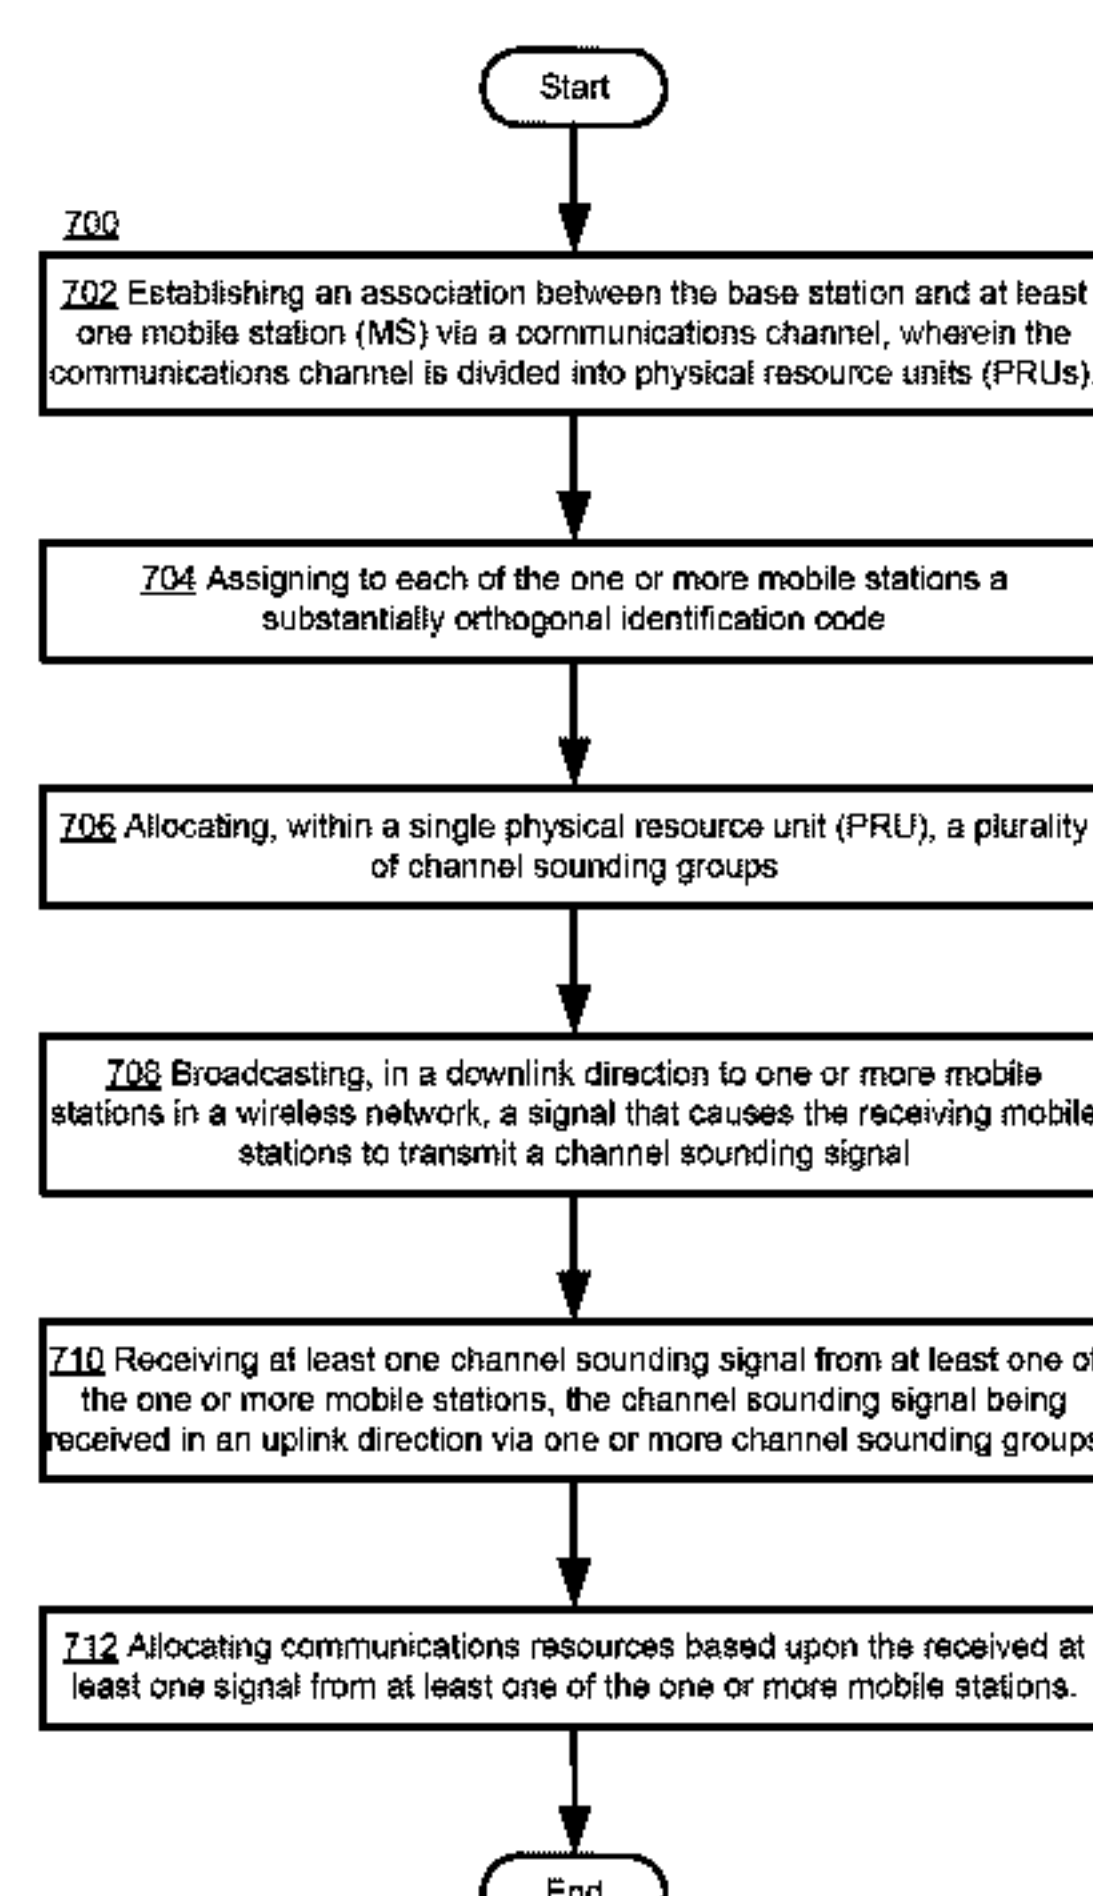 Start
700
702 Establishing an association between the base station and at least
one mobile station (MS) via a communications channel, wherein the
communications channel is divided into physical resource units (PRUs).
704 Assigning to each of the one or more mobile stations a
substantially orthogonal identification code
706 Allocating, within a single physical resource unit (PRU), a plurality
of channel sounding groups
708 Broadcasting, in a downlink direction to one or more mobile
stations in a wireless network, a signal that causes the receiving mobile
stations to transmit a channel sounding signal
710 Receiving at least one channel sounding signal from at least one of
the one or more mobile stations, the channel sounding signal being
received in an uplink direction via one or more channel sounding groups
712 Allocating communications resources based upon the received at
least one signal from at least one of the one or more mobile stations.
End